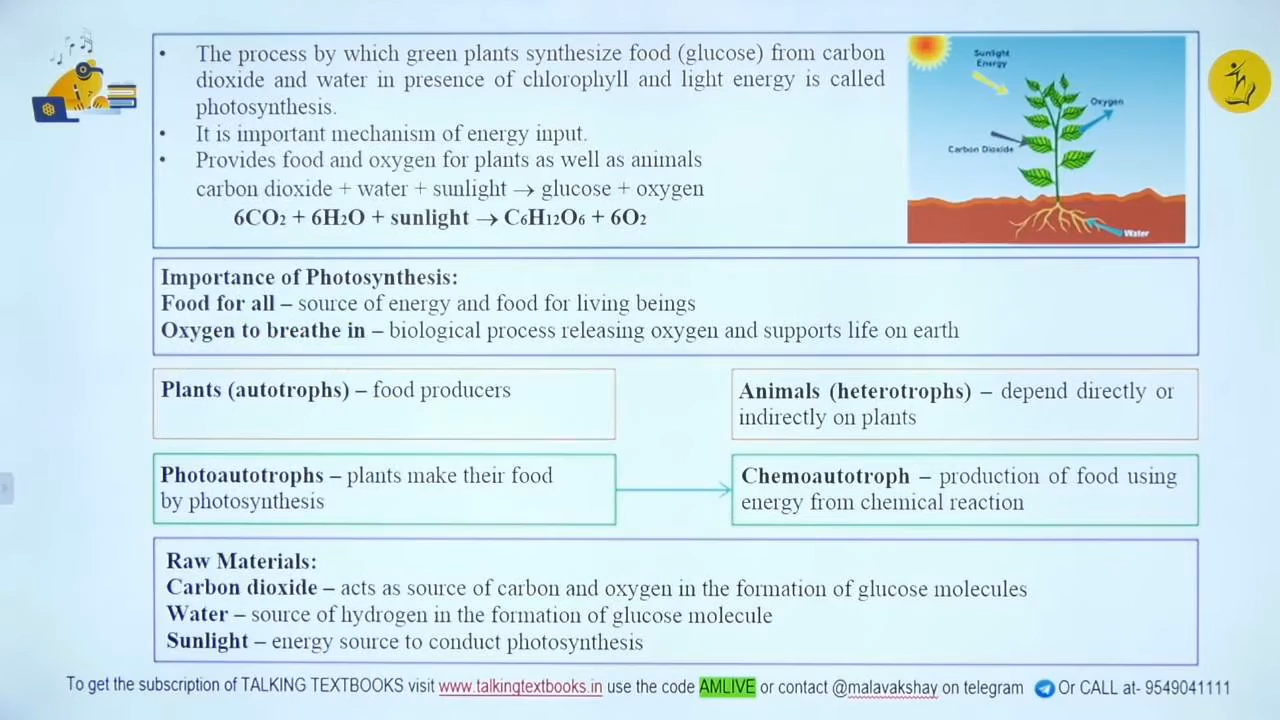 • The process by which green plants synthesize food (glucose) from carbon
dioxide and water in presence of chlorophyll and light energy is called
photosynthesis.
• It is important mechanism of energy input.
• Provides food and oxygen for plants as well as animals
carbon dioxide + water + sunlight → glucose + oxygen
6CO₂ + 6H₂O + sunlight → C₆H₁₂O₆ + 6O₂
Sunlight
Energy
Oxygen
Carbon Dioxide
Water
Importance of Photosynthesis:
Food for all – source of energy and food for living beings
Oxygen to breathe in – biological process releasing oxygen and supports life on earth
Plants (autotrophs) – food producers
Animals (heterotrophs) – depend directly or
indirectly on plants
Photoautotrophs – plants make their food
by photosynthesis
Chemoautotroph – production of food using
energy from chemical reaction
Raw Materials:
Carbon dioxide – acts as source of carbon and oxygen in the formation of glucose molecules
Water – source of hydrogen in the formation of glucose molecule
Sunlight – energy source to conduct photosynthesis
To get the subscription of TALKING TEXTBOOKS visit www.talkingtextbooks.in use the code AMLIVE or contact @malavakshay on telegram Or CALL at- 9549041111